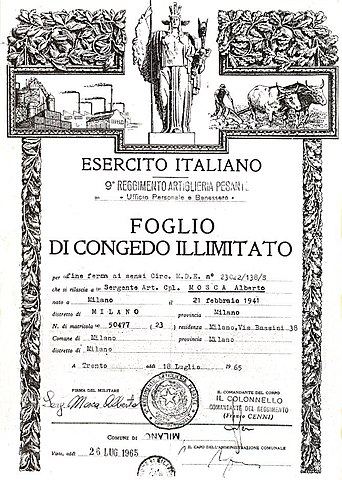 ESERCITO ITALIANO
9° REGGIMENTO ARTIGLIERIA PESANTE
Ufficio Personale e Benessere
FOGLIO
DI CONGEDO ILLIMITATO
per fine ferma ai sensi Circ. M.D.E. n°
che si rilascia a Sergente Art. Cpl. MOSCA Alberto
nato a Milano il 21 febbraio 1941
distretto di MILANO provincia Milano
N. di matricola 50477 (23) residenza Milano, Via Bassini 38
Comune di Milano provincia Milano
distretto di Milano
A Trento addì 18 Luglio 1965
FIRMA DEL MILITARE
IL COMANDANTE DEL CORPO
IL COLONNELLO
COMANDANTE DEL REGGIMENTO
(Franco CENNI)
Serg. Mosca Alberto
COMUNE DI MILANO
Visto, addì 26 LUG. 1965
IL CAPO DELL'AMMINISTRAZIONE COMUNALE